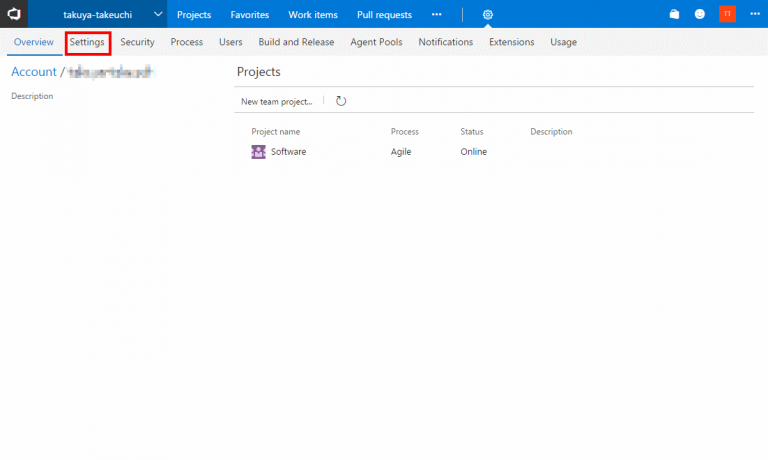 takuya-takeuchi Projects Favorites Work items Pull requests ··· TT ···
Overview Settings Security Process Users Build and Release Agent Pools Notifications Extensions Usage
Account /
Projects
Description
New team project...
Project name Process Status Description
Software Agile Online